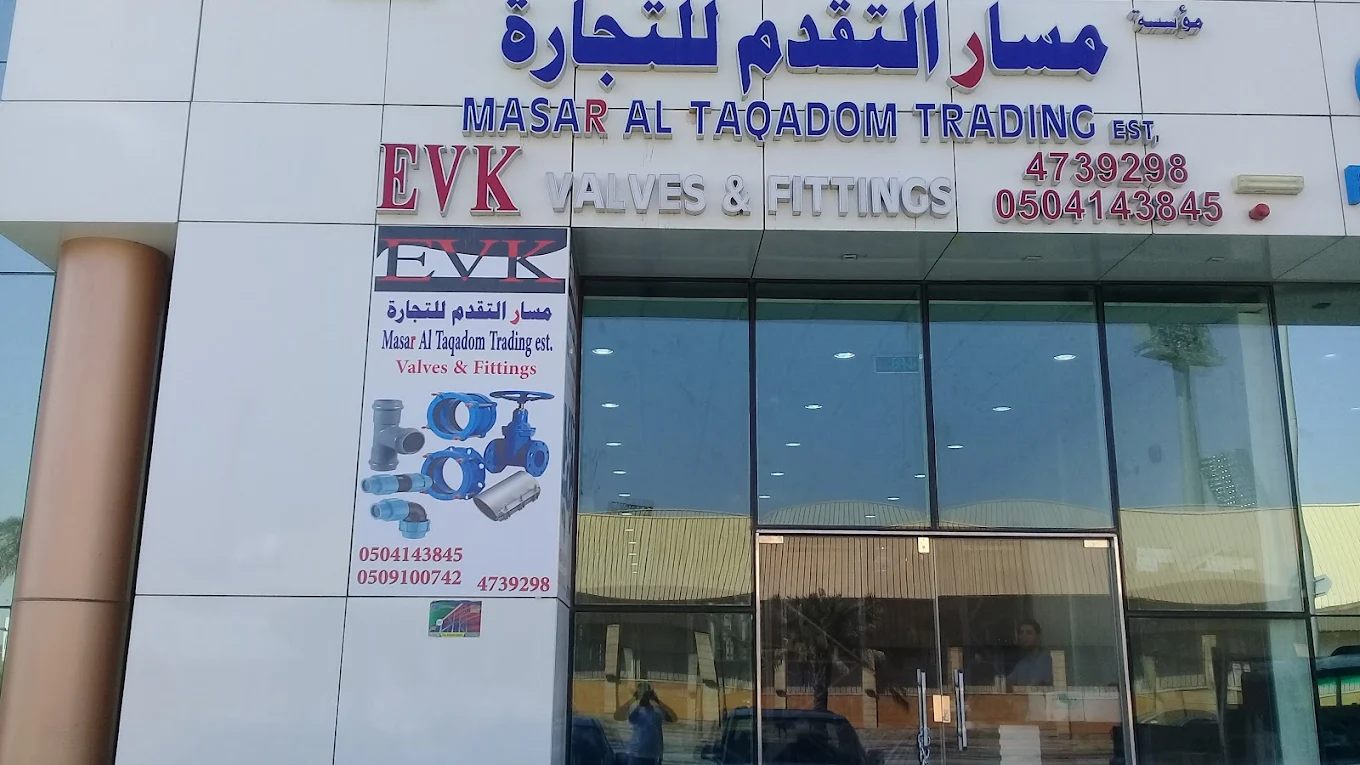 مؤسسة
مسار التقدم للتجارة
MASAR AL TAQADOM TRADING EST,
EVK VALVES & FITTINGS
4739298
0504143845
EVK
مسار التقدم للتجارة
Masar Al Taqadom Trading est.
Valves & Fittings
0504143845
0509100742 4739298